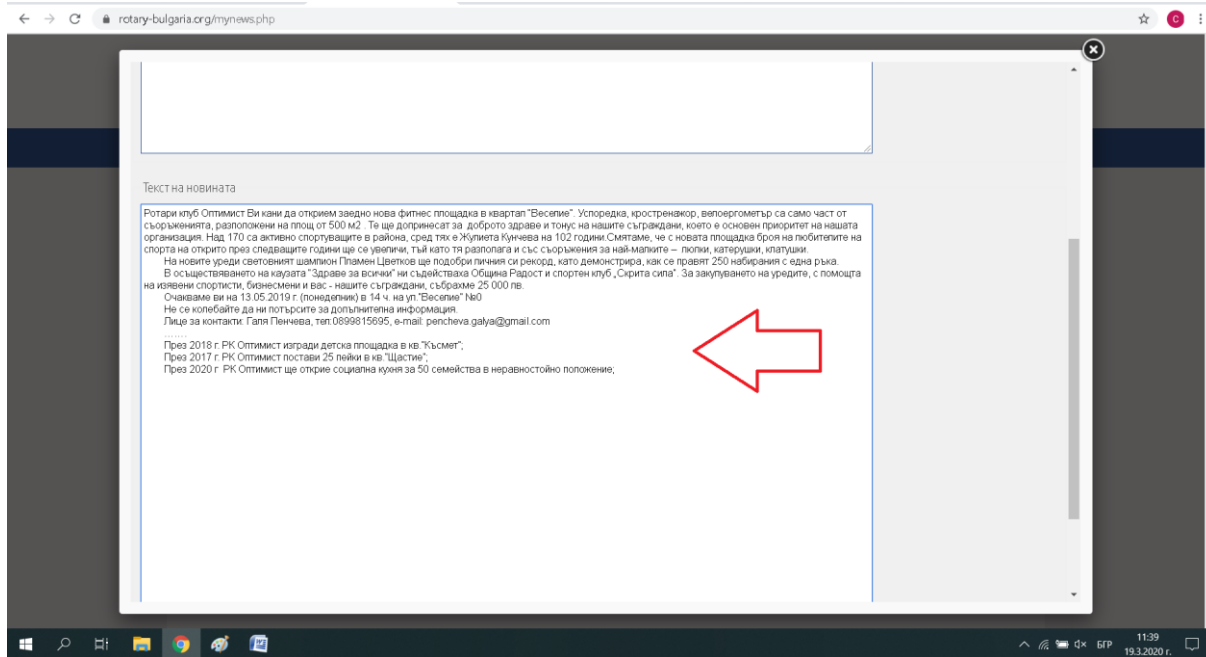 rotary-bulgaria.org/mynews.php
C
Текст на новината
Ротари клуб Оптимист Ви кани да открием заедно нова фитнес площадка в квартал "Веселие". Успоредка, кростренажор, велоергометър са само част от
съоръженията, разположени на площ от 500 м2 . Те ще допринесат за доброто здраве и тонус на нашите съграждани, което е основен приоритет на нашата
организация. Над 170 са активно спортуващите в района, сред тях е Жулиета Кунчева на 102 години.Смятаме, че с новата площадка броя на любителите на
спорта на открито през следващите години ще се увеличи, тъй като тя разполага и със съоръжения за най-малките – люлки, катерушки, клатушки.
На новите уреди световният шампион Пламен Цветков ще подобри личния си рекорд, като демонстрира, как се правят 250 набирания с една ръка.
В осъществяването на каузата "Здраве за всички" ни съдействаха Община Радост и спортен клуб „Скрита сила". За закупуването на уредите, с помощта
на изявени спортисти, бизнесмени и вас - нашите съграждани, събрахме 25 000 лв.
Очакваме ви на 13.05.2019 г. (понеделник) в 14 ч. на ул."Веселие" №0
Не се колебайте да ни потърсите за допълнителна информация.
Лице за контакти: Галя Пенчева, тел:0899815695, e-mail: pencheva.galya@gmail.com
.......
През 2018 г. РК Оптимист изгради детска площадка в кв."Късмет";
През 2017 г. РК Оптимист постави 25 пейки в кв."Щастие";
През 2020 г. РК Оптимист ще открие социална кухня за 50 семейства в неравностойно положение;
БГР
11:39
19.3.2020 г.